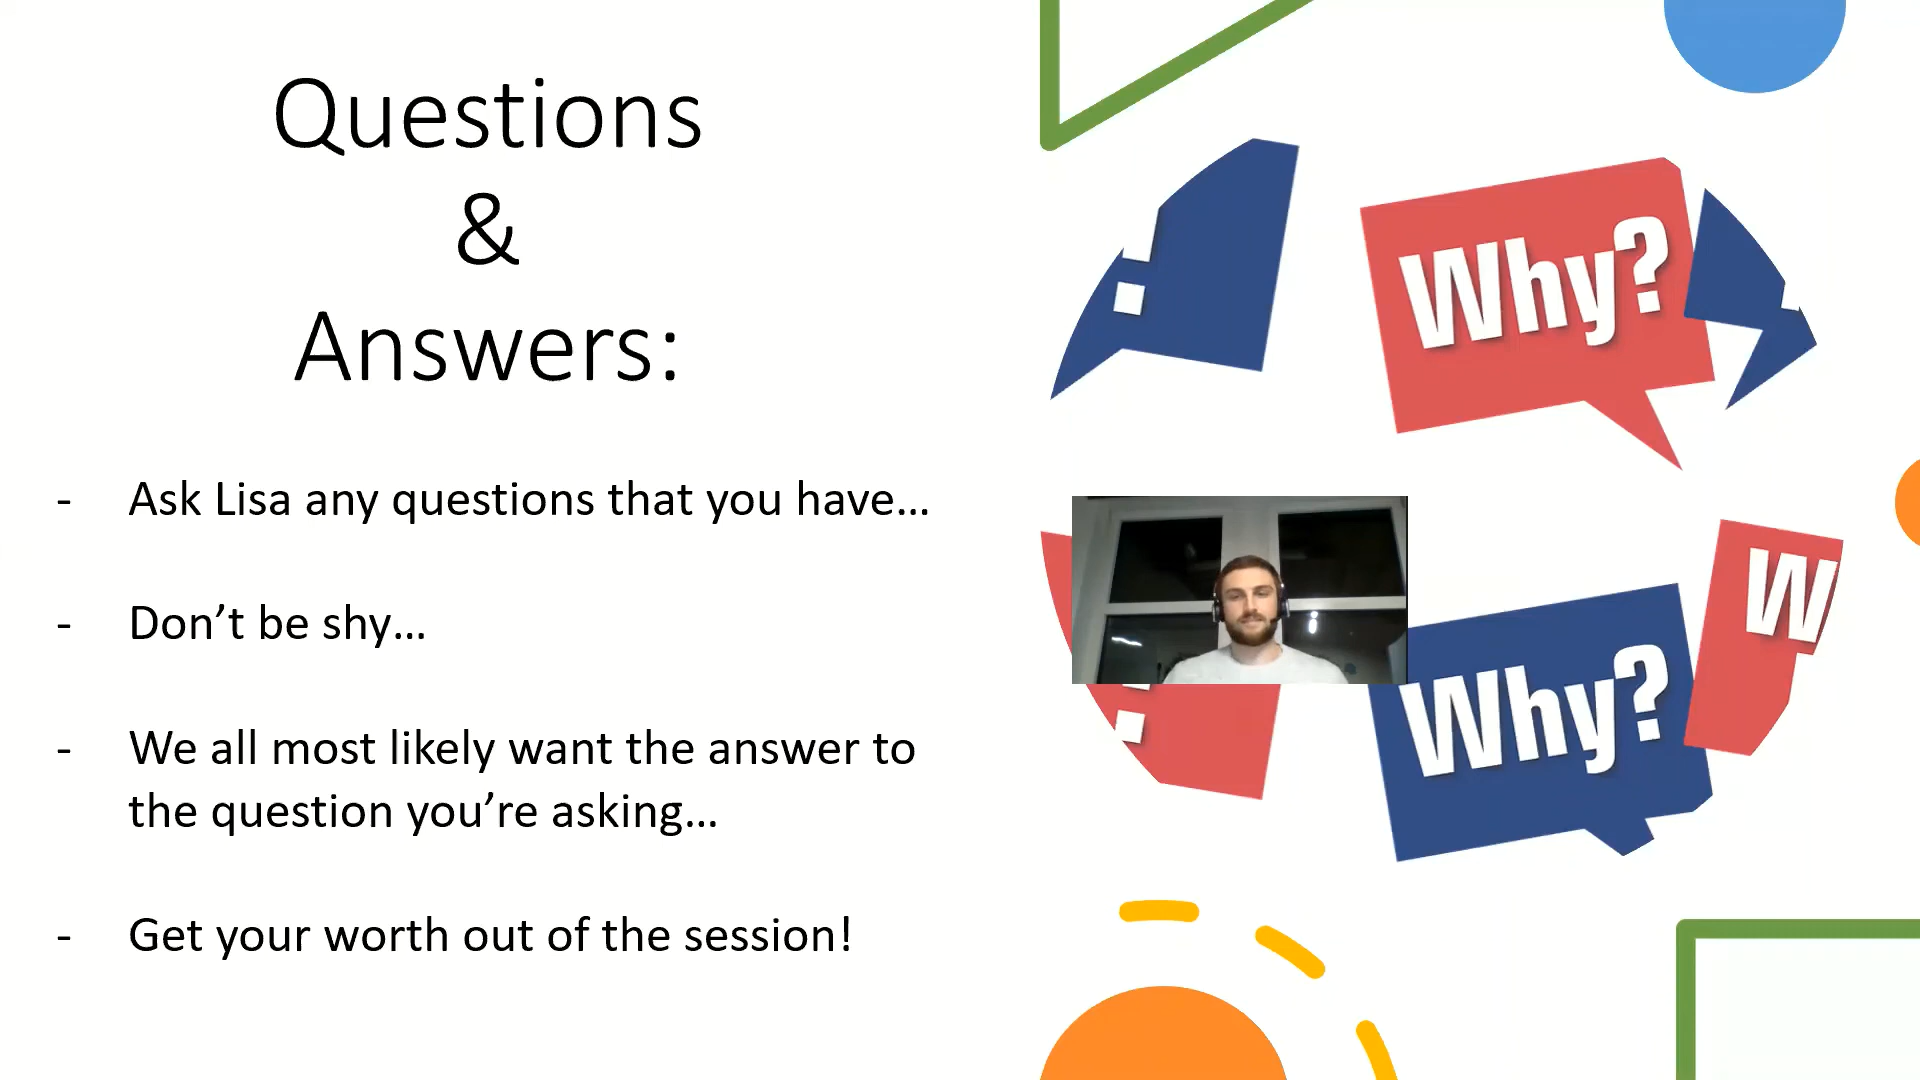 Questions
&
Answers:
- Ask Lisa any questions that you have...
- Don’t be shy...
- We all most likely want the answer to
the question you’re asking...
- Get your worth out of the session!
!
Why?
Why?
W